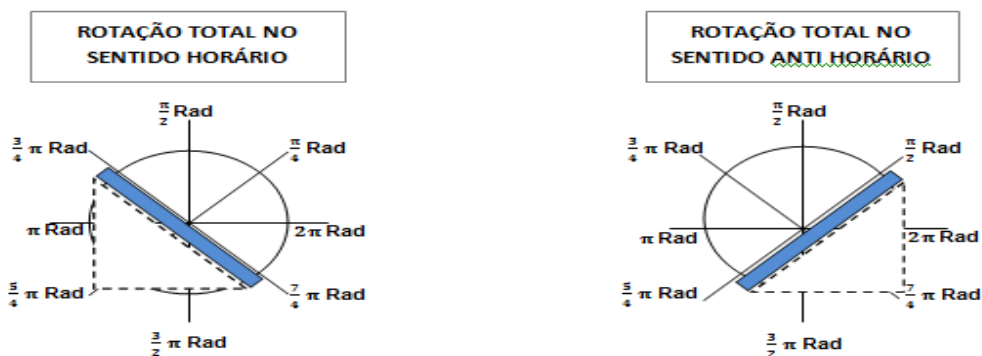 ROTAÇÃO TOTAL NO
SENTIDO HORÁRIO
π/2 Rad
3/4 π Rad
π/4 Rad
π Rad
2π Rad
5/4 π Rad
7/4 π Rad
3/2 π Rad
ROTAÇÃO TOTAL NO
SENTIDO ANTI HORÁRIO
π/2 Rad
3/4 π Rad
π/2 Rad
π Rad
2π Rad
5/4 π Rad
7/4 π Rad
3/2 π Rad